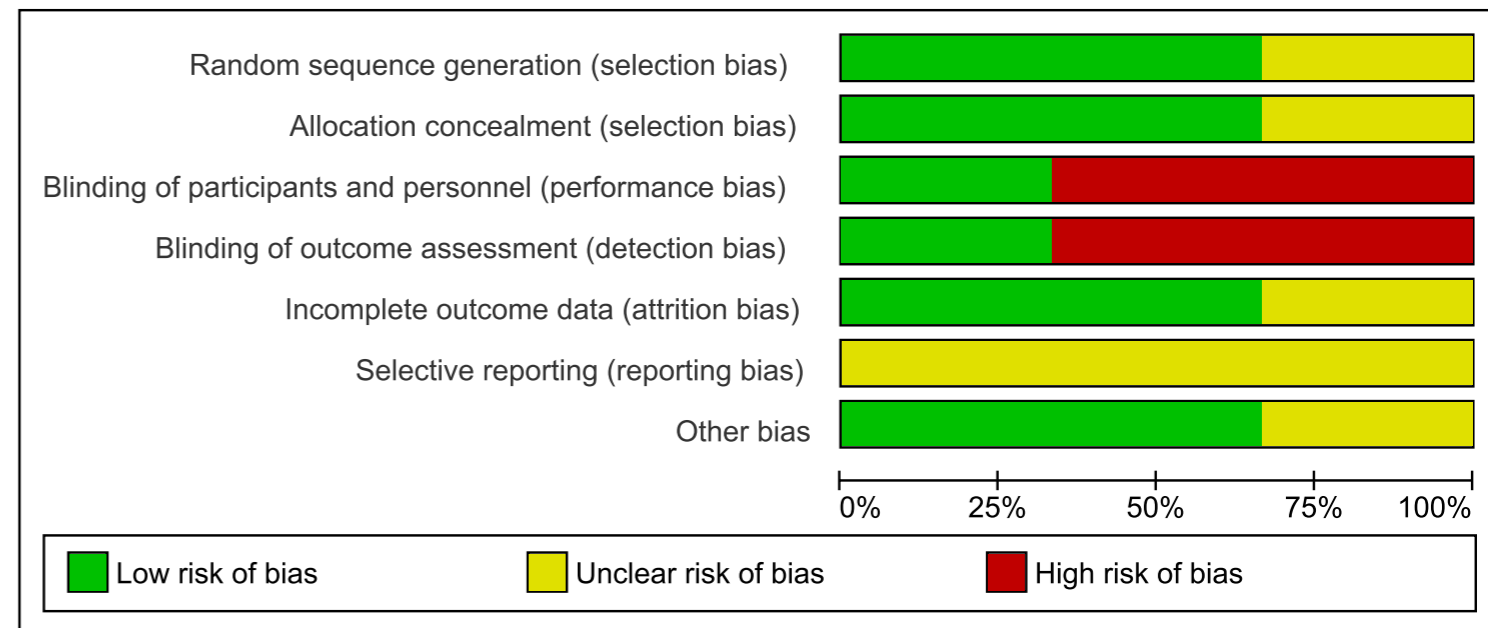 Random sequence generation (selection bias)
Allocation concealment (selection bias)
Blinding of participants and personnel (performance bias)
Blinding of outcome assessment (detection bias)
Incomplete outcome data (attrition bias)
Selective reporting (reporting bias)
Other bias
0% 25% 50% 75% 100%
Low risk of bias Unclear risk of bias High risk of bias